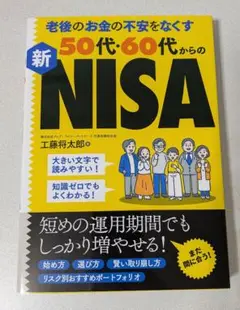 老後のお金の不安をなくす
50代・60代からの
新
NISA
工藤将太郎 著
大きい文字で
読みやすい!
知識ゼロでも
よくわかる!
短めの運用期間でも
しっかり増やせる!
まだ
間に合う!
始め方
選び方
賢い取り崩し方
リスク別おすすめポートフォリオ